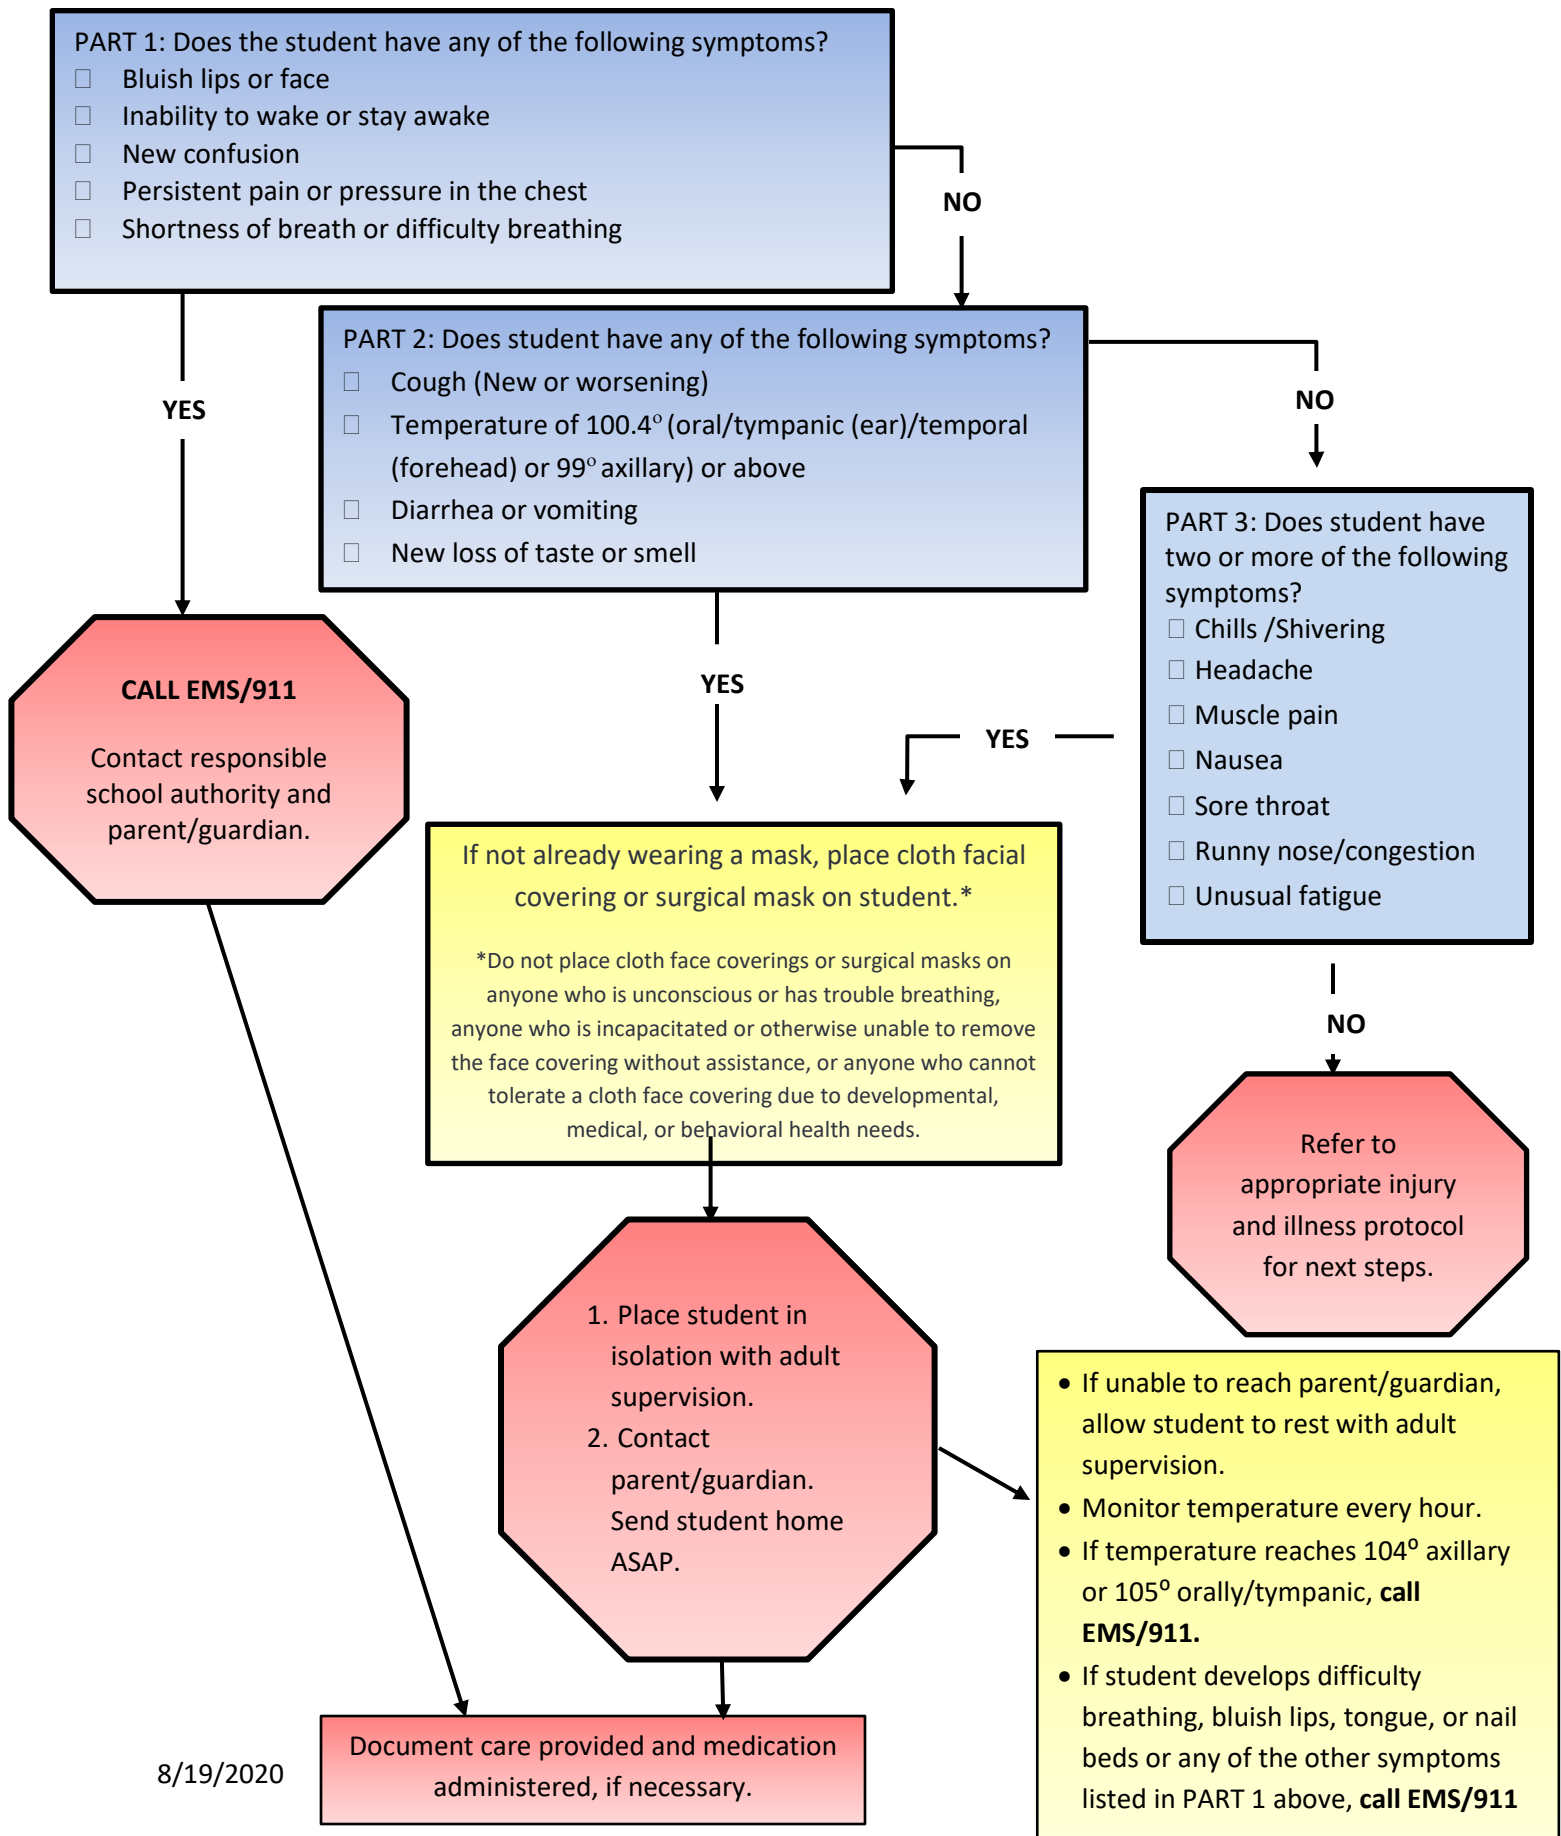 PART 1: Does the student have any of the following symptoms?
☐ Bluish lips or face
☐ Inability to wake or stay awake
☐ New confusion
☐ Persistent pain or pressure in the chest
☐ Shortness of breath or difficulty breathing
NO
YES
PART 2: Does student have any of the following symptoms?
☐ Cough (New or worsening)
☐ Temperature of 100.4º (oral/tympanic (ear)/temporal
(forehead) or 99º axillary) or above
☐ Diarrhea or vomiting
☐ New loss of taste or smell
NO
YES
PART 3: Does student have
two or more of the following
symptoms?
☐ Chills /Shivering
☐ Headache
☐ Muscle pain
☐ Nausea
☐ Sore throat
☐ Runny nose/congestion
☐ Unusual fatigue
YES
NO
CALL EMS/911
Contact responsible
school authority and
parent/guardian.
If not already wearing a mask, place cloth facial
covering or surgical mask on student.*
*Do not place cloth face coverings or surgical masks on
anyone who is unconscious or has trouble breathing,
anyone who is incapacitated or otherwise unable to remove
the face covering without assistance, or anyone who cannot
tolerate a cloth face covering due to developmental,
medical, or behavioral health needs.
Refer to
appropriate injury
and illness protocol
for next steps.
1. Place student in
isolation with adult
supervision.
2. Contact
parent/guardian.
Send student home
ASAP.
• If unable to reach parent/guardian,
allow student to rest with adult
supervision.
• Monitor temperature every hour.
• If temperature reaches 104º axillary
or 105º orally/tympanic, call
EMS/911.
• If student develops difficulty
breathing, bluish lips, tongue, or nail
beds or any of the other symptoms
listed in PART 1 above, call EMS/911
Document care provided and medication
administered, if necessary.
8/19/2020